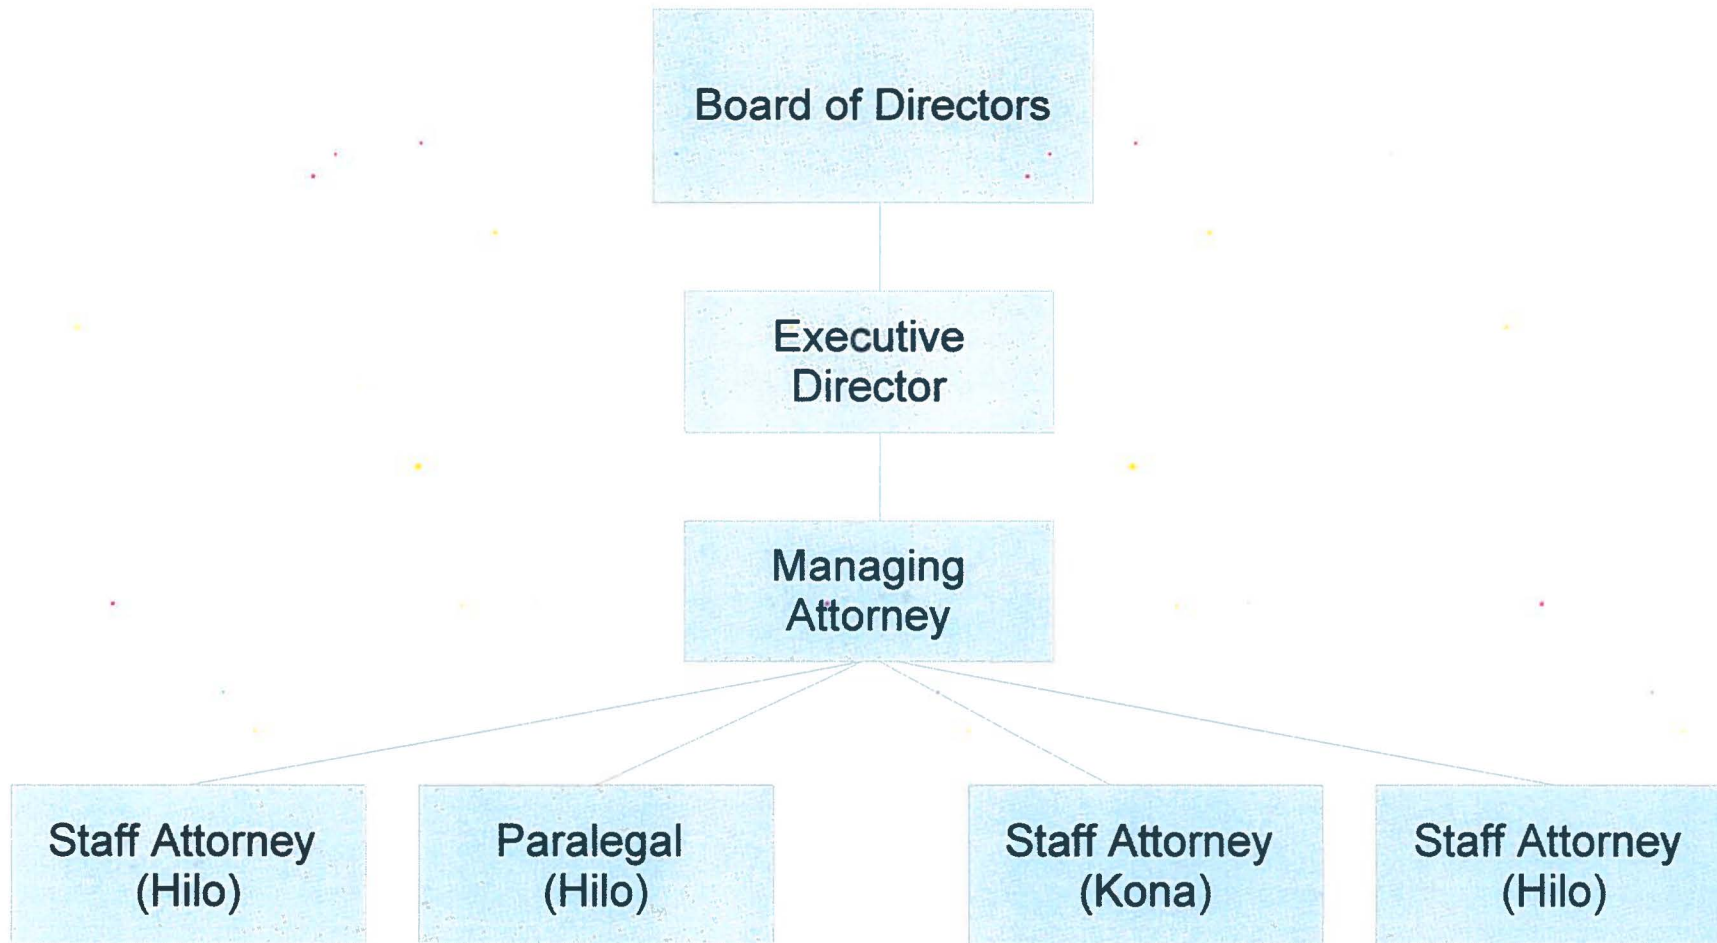 Board of Directors
Executive
Director
Managing
Attorney
Staff Attorney
(Hilo)
Paralegal
(Hilo)
Staff Attorney
(Kona)
Staff Attorney
(Hilo)